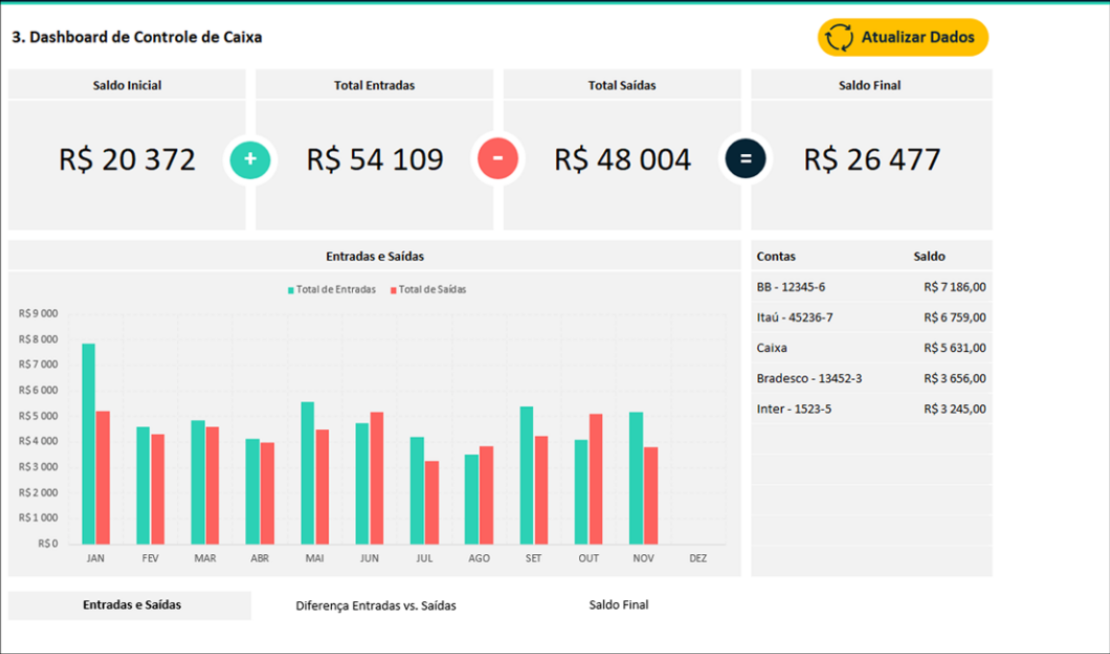 3. Dashboard de Controle de Caixa
Atualizar Dados
Saldo Inicial
Total Entradas
Total Saídas
Saldo Final
R$ 20 372
+
R$ 54 109
-
R$ 48 004
=
R$ 26 477
Entradas e Saídas
Total de Entradas
Total de Saídas
R$ 9 000
R$ 8 000
R$ 7 000
R$ 6 000
R$ 5 000
R$ 4 000
R$ 3 000
R$ 2 000
R$ 1 000
R$ 0
JAN FEV MAR ABR MAI JUN JUL AGO SET OUT NOV DEZ
Contas Saldo
BB - 12345-6 R$ 7 186,00
Itaú - 45236-7 R$ 6 759,00
Caixa R$ 5 631,00
Bradesco - 13452-3 R$ 3 656,00
Inter - 1523-5 R$ 3 245,00
Entradas e Saídas
Diferença Entradas vs. Saídas
Saldo Final